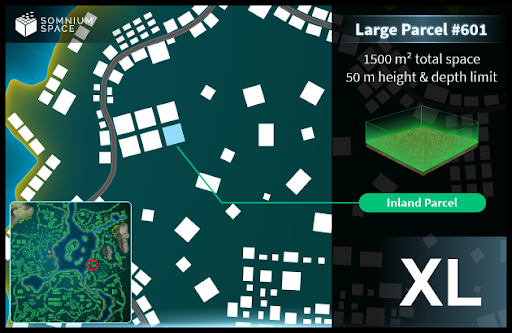 SOMNIUM
SPACE
Large Parcel #601
1500 m² total space
50 m height & depth limit
Inland Parcel
XL